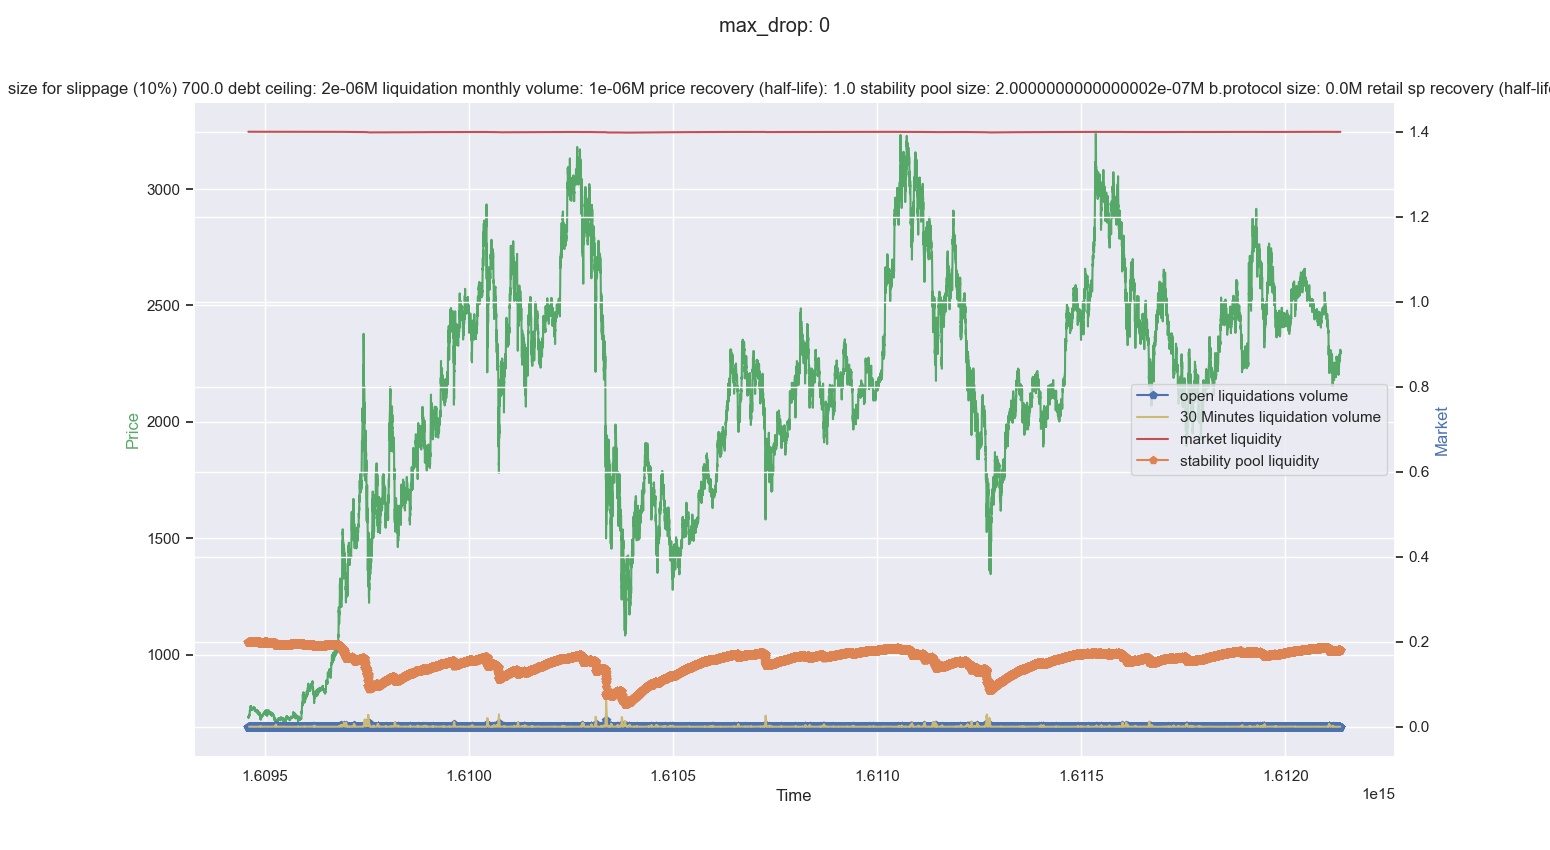 max_drop: 0
size for slippage (10%) 700.0 debt ceiling: 2e-06M liquidation monthly volume: 1e-06M price recovery (half-life): 1.0 stability pool size: 2.0000000000000002e-07M b.protocol size: 0.0M retail sp recovery
3000
2500
2000
1500
1000
Price
1.4
1.2
1.0
0.8
0.6
0.4
0.2
0.0
Market
open liquidations volume
30 Minutes liquidation volume
market liquidity
stability pool liquidity
1.6095 1.6100 1.6105 1.6110 1.6115 1.6120
1e15
Time